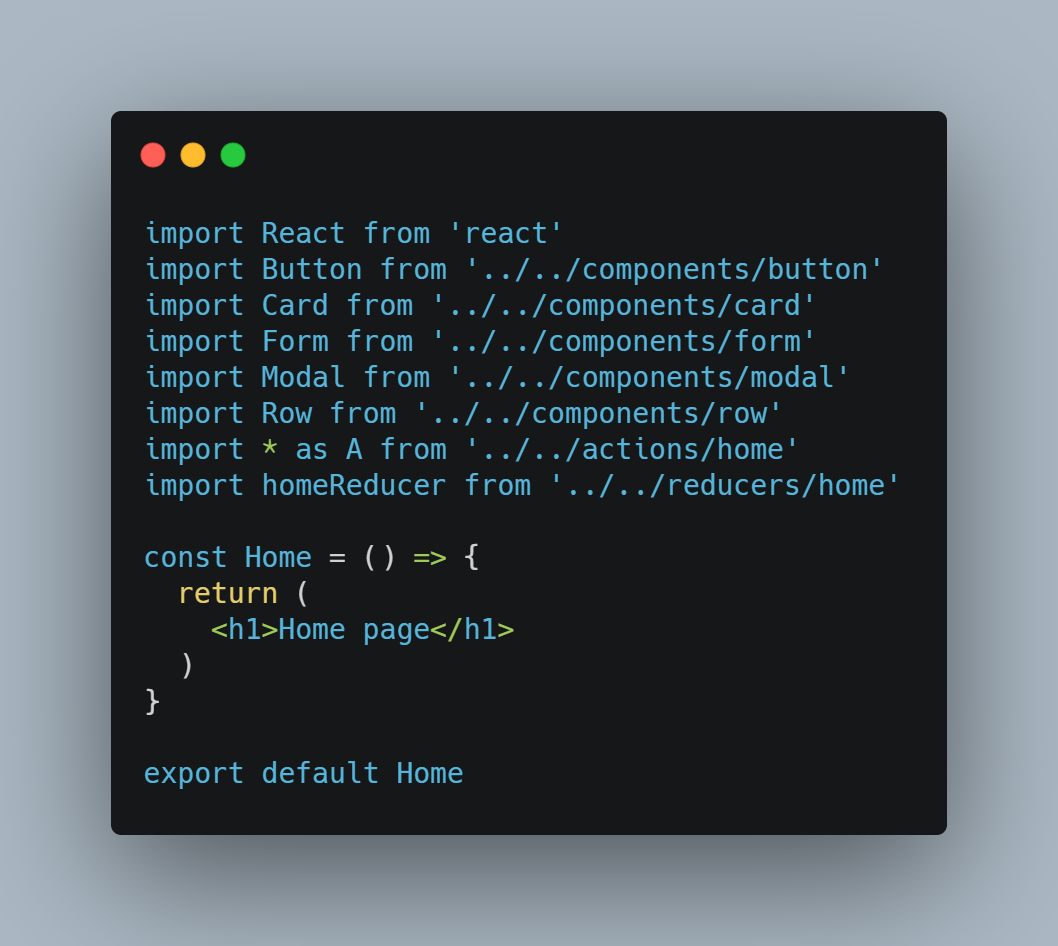 import React from 'react'
import Button from '../../components/button'
import Card from '../../components/card'
import Form from '../../components/form'
import Modal from '../../components/modal'
import Row from '../../components/row'
import * as A from '../../actions/home'
import homeReducer from '../../reducers/home'

const Home = () => {
  return (
    <h1>Home page</h1>
  )
}

export default Home